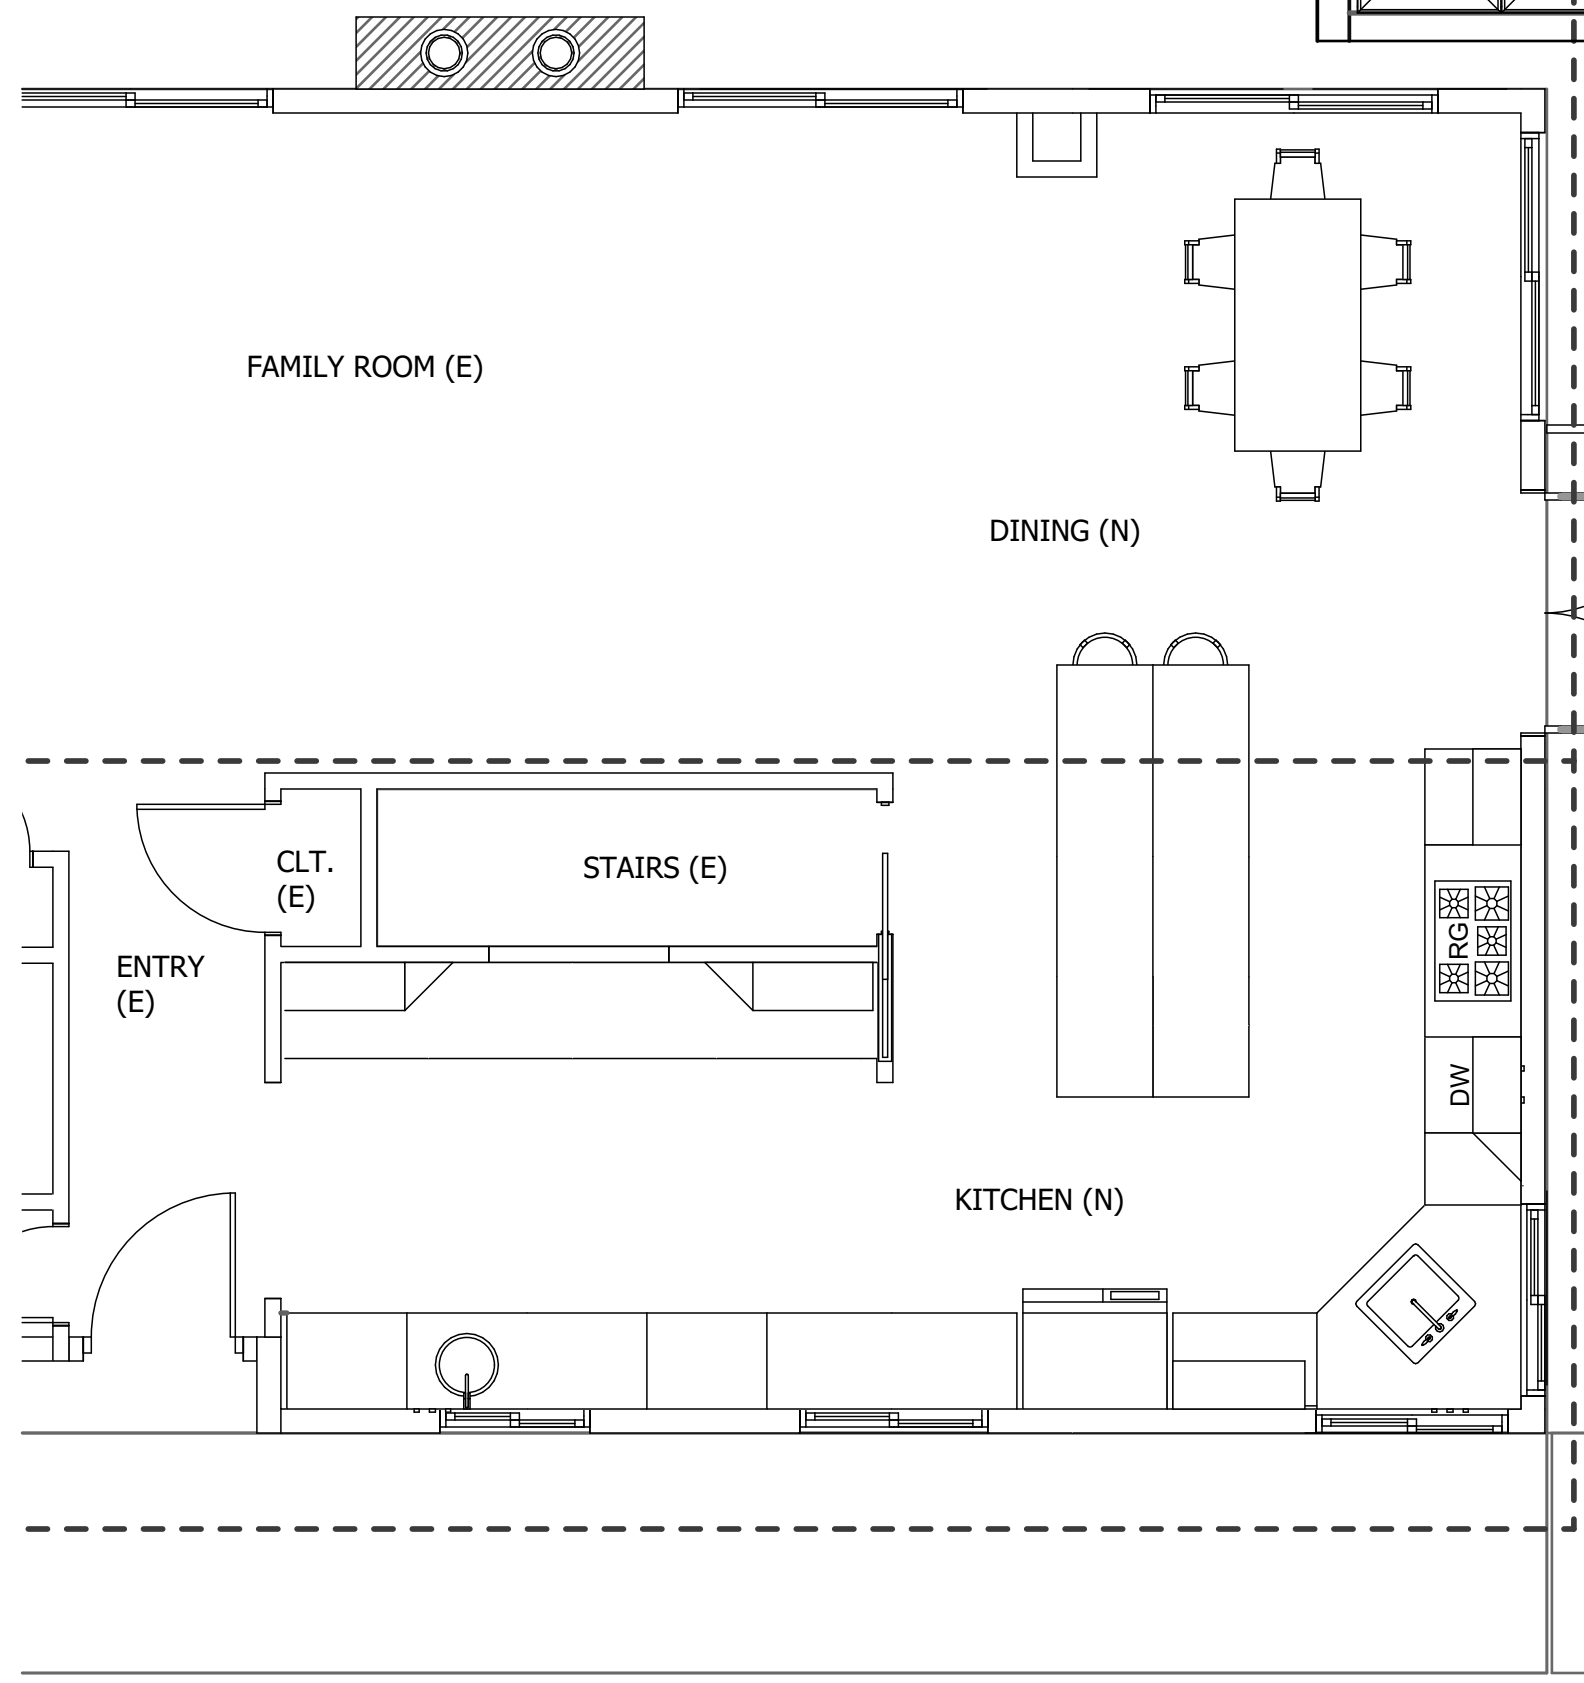 FAMILY ROOM (E)
DINING (N)
CLT.
(E)
STAIRS (E)
RG
ENTRY
(E)
DW
KITCHEN (N)